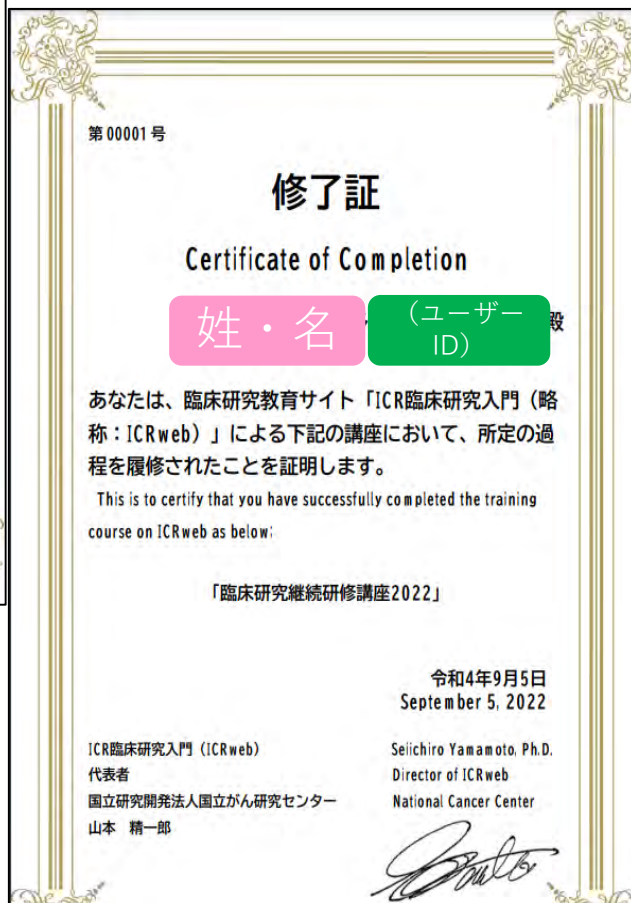 第00001号
修了証
Certificate of Completion
姓・名
（ユーザー
ID）
殿
あなたは、臨床研究教育サイト「ICR臨床研究入門（略
称：ICRweb）」による下記の講座において、所定の過
程を履修されたことを証明します。
This is to certify that you have successfully completed the training
course on ICRweb as below:
「臨床研究継続研修講座2022」
令和4年9月5日
September 5, 2022
ICR臨床研究入門（ICRweb）
代表者
国立研究開発法人国立がん研究センター
山本 精一郎
Seiichiro Yamamoto, Ph.D.
Director of ICRweb
National Cancer Center